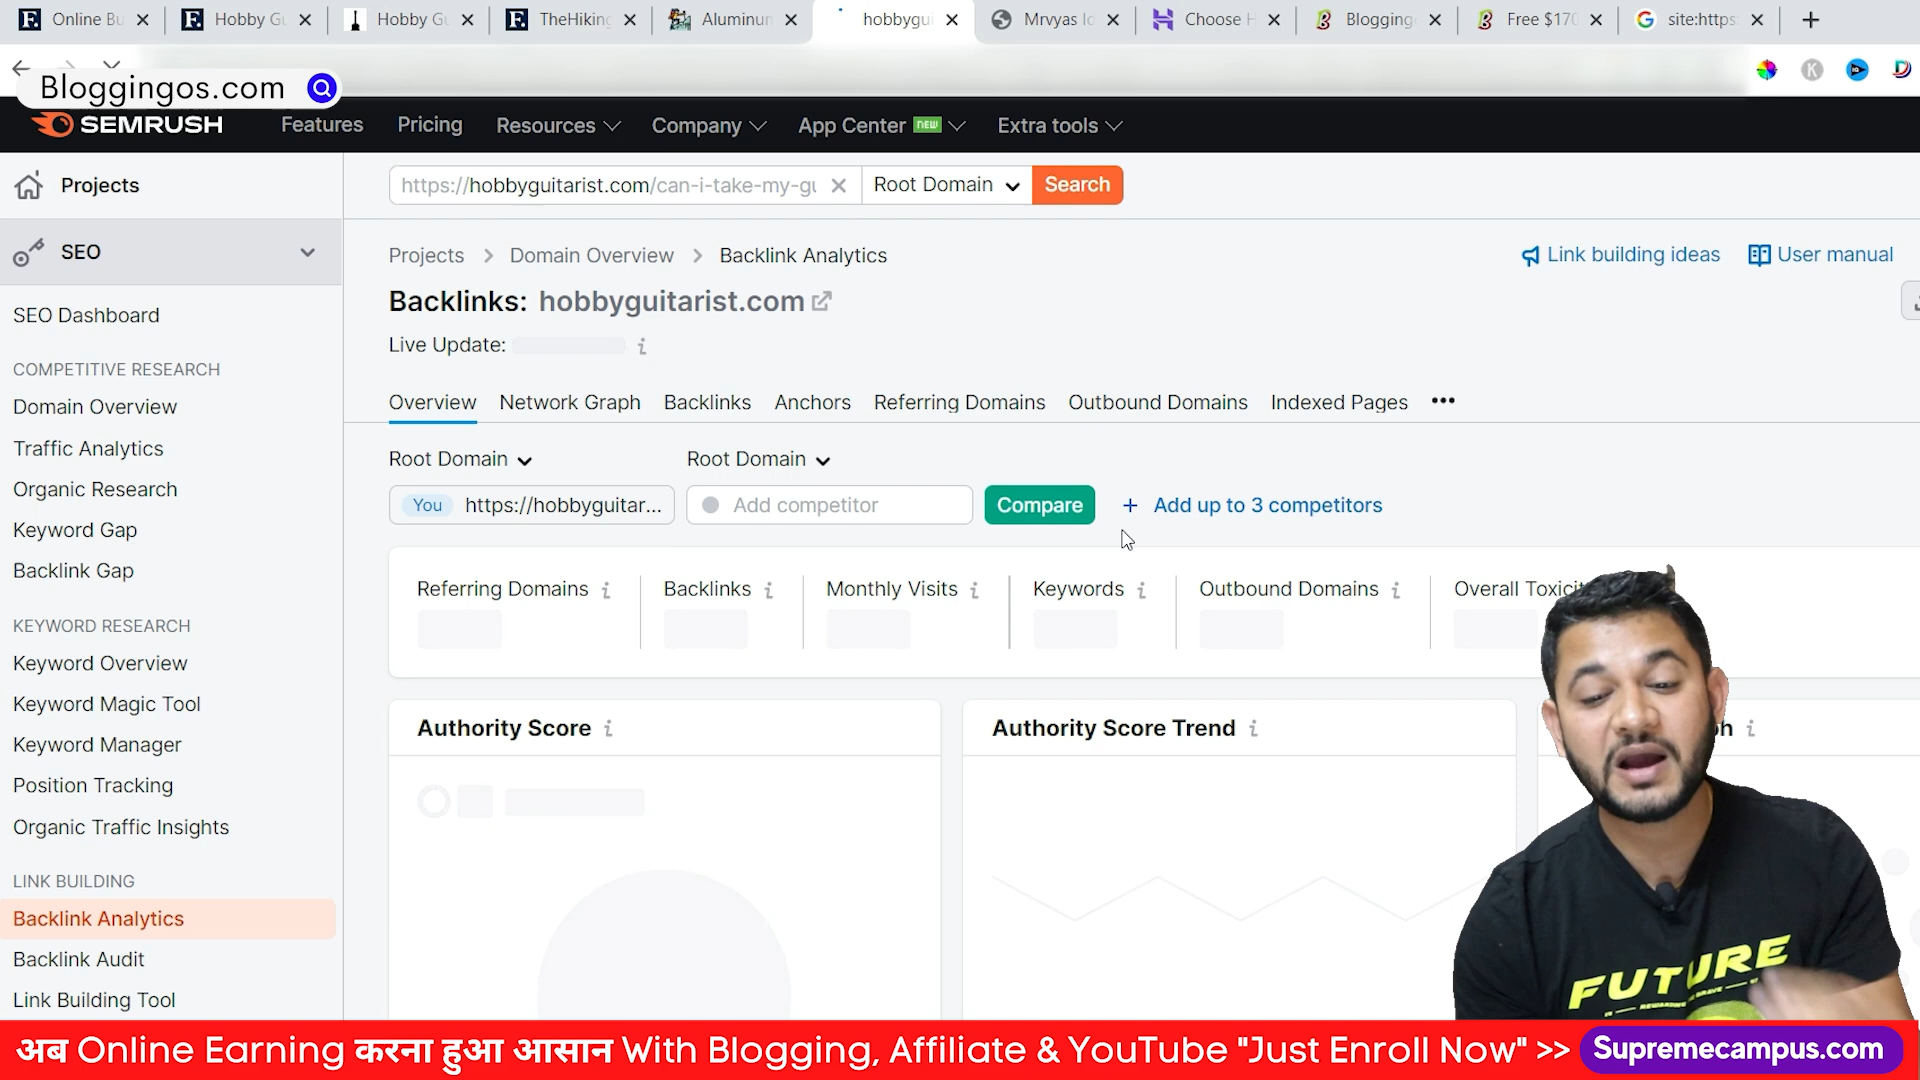 Online Bu
Hobby Gu
Hobby Gu
TheHiking
Aluminum
hobbygui
Mrvyas Id
Choose H
Blogging
Free $170
site:https
Bloggingos.com
SEMRUSH
Features
Pricing
Resources
Company
App Center NEW
Extra tools
Projects
https://hobbyguitarist.com/can-i-take-my-gu
Root Domain
Search
SEO
Projects > Domain Overview > Backlink Analytics
Link building ideas
User manual
Backlinks: hobbyguitarist.com
Live Update:
SEO Dashboard
COMPETITIVE RESEARCH
Domain Overview
Traffic Analytics
Organic Research
Keyword Gap
Backlink Gap
KEYWORD RESEARCH
Keyword Overview
Keyword Magic Tool
Keyword Manager
Position Tracking
Organic Traffic Insights
LINK BUILDING
Backlink Analytics
Backlink Audit
Link Building Tool
Overview
Network Graph
Backlinks
Anchors
Referring Domains
Outbound Domains
Indexed Pages
Root Domain
Root Domain
You https://hobbyguitar...
Add competitor
Compare
+ Add up to 3 competitors
Referring Domains
Backlinks
Monthly Visits
Keywords
Outbound Domains
Overall Toxicit
Authority Score
Authority Score Trend
FUTURE
अब Online Earning करना हुआ आसान With Blogging, Affiliate & YouTube "Just Enroll Now" >> Supremecampus.com